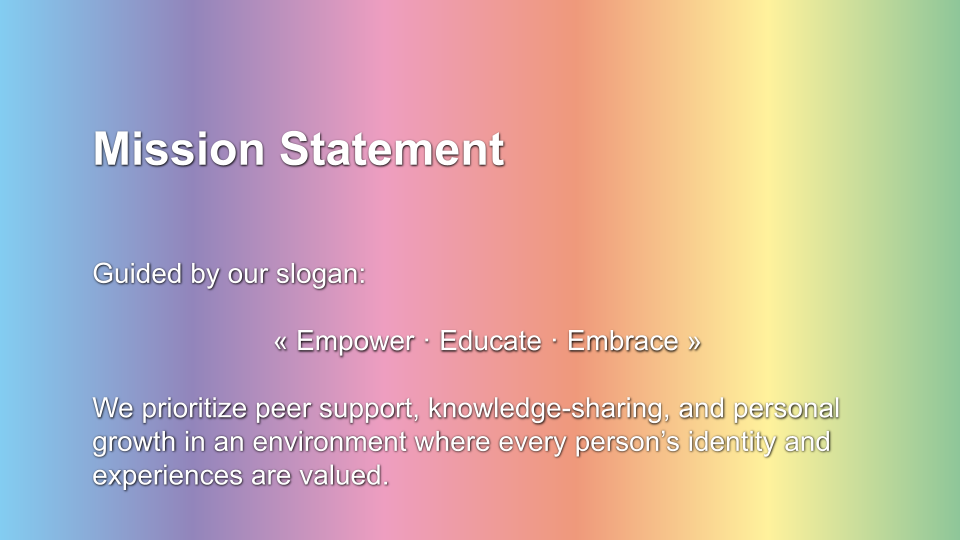 Mission Statement
Guided by our slogan:
« Empower · Educate · Embrace »
We prioritize peer support, knowledge-sharing, and personal
growth in an environment where every person’s identity and
experiences are valued.